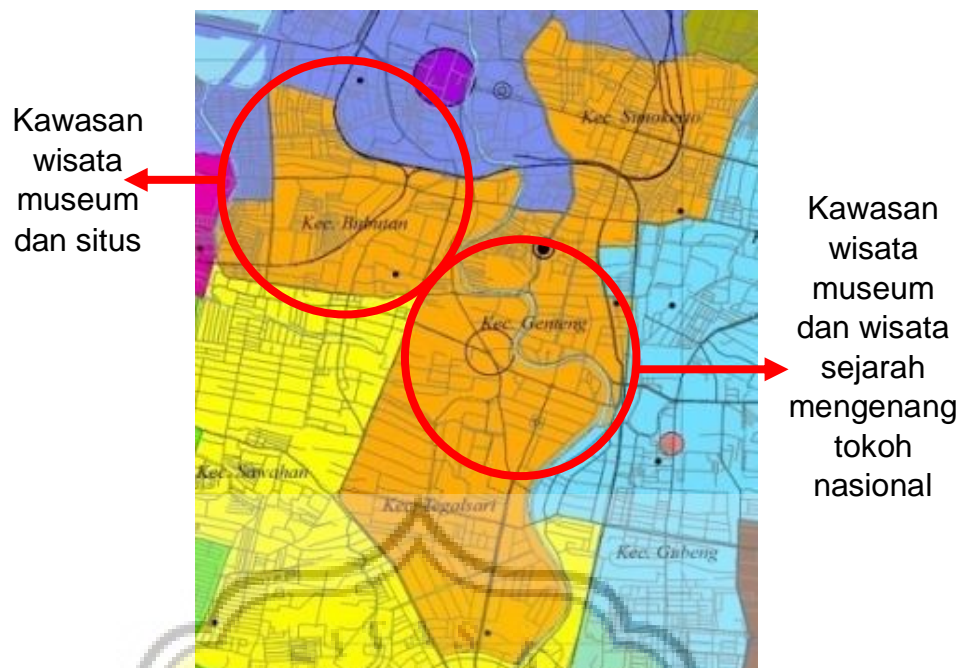 Kawasan
wisata
museum
dan situs
Kec. Simokerto
Kec. Bubutan
Kec. Genteng
Kec. Sawahan
Kec. Tegalsari
Kec. Gubeng
Kawasan
wisata
museum
dan wisata
sejarah
mengenang
tokoh
nasional